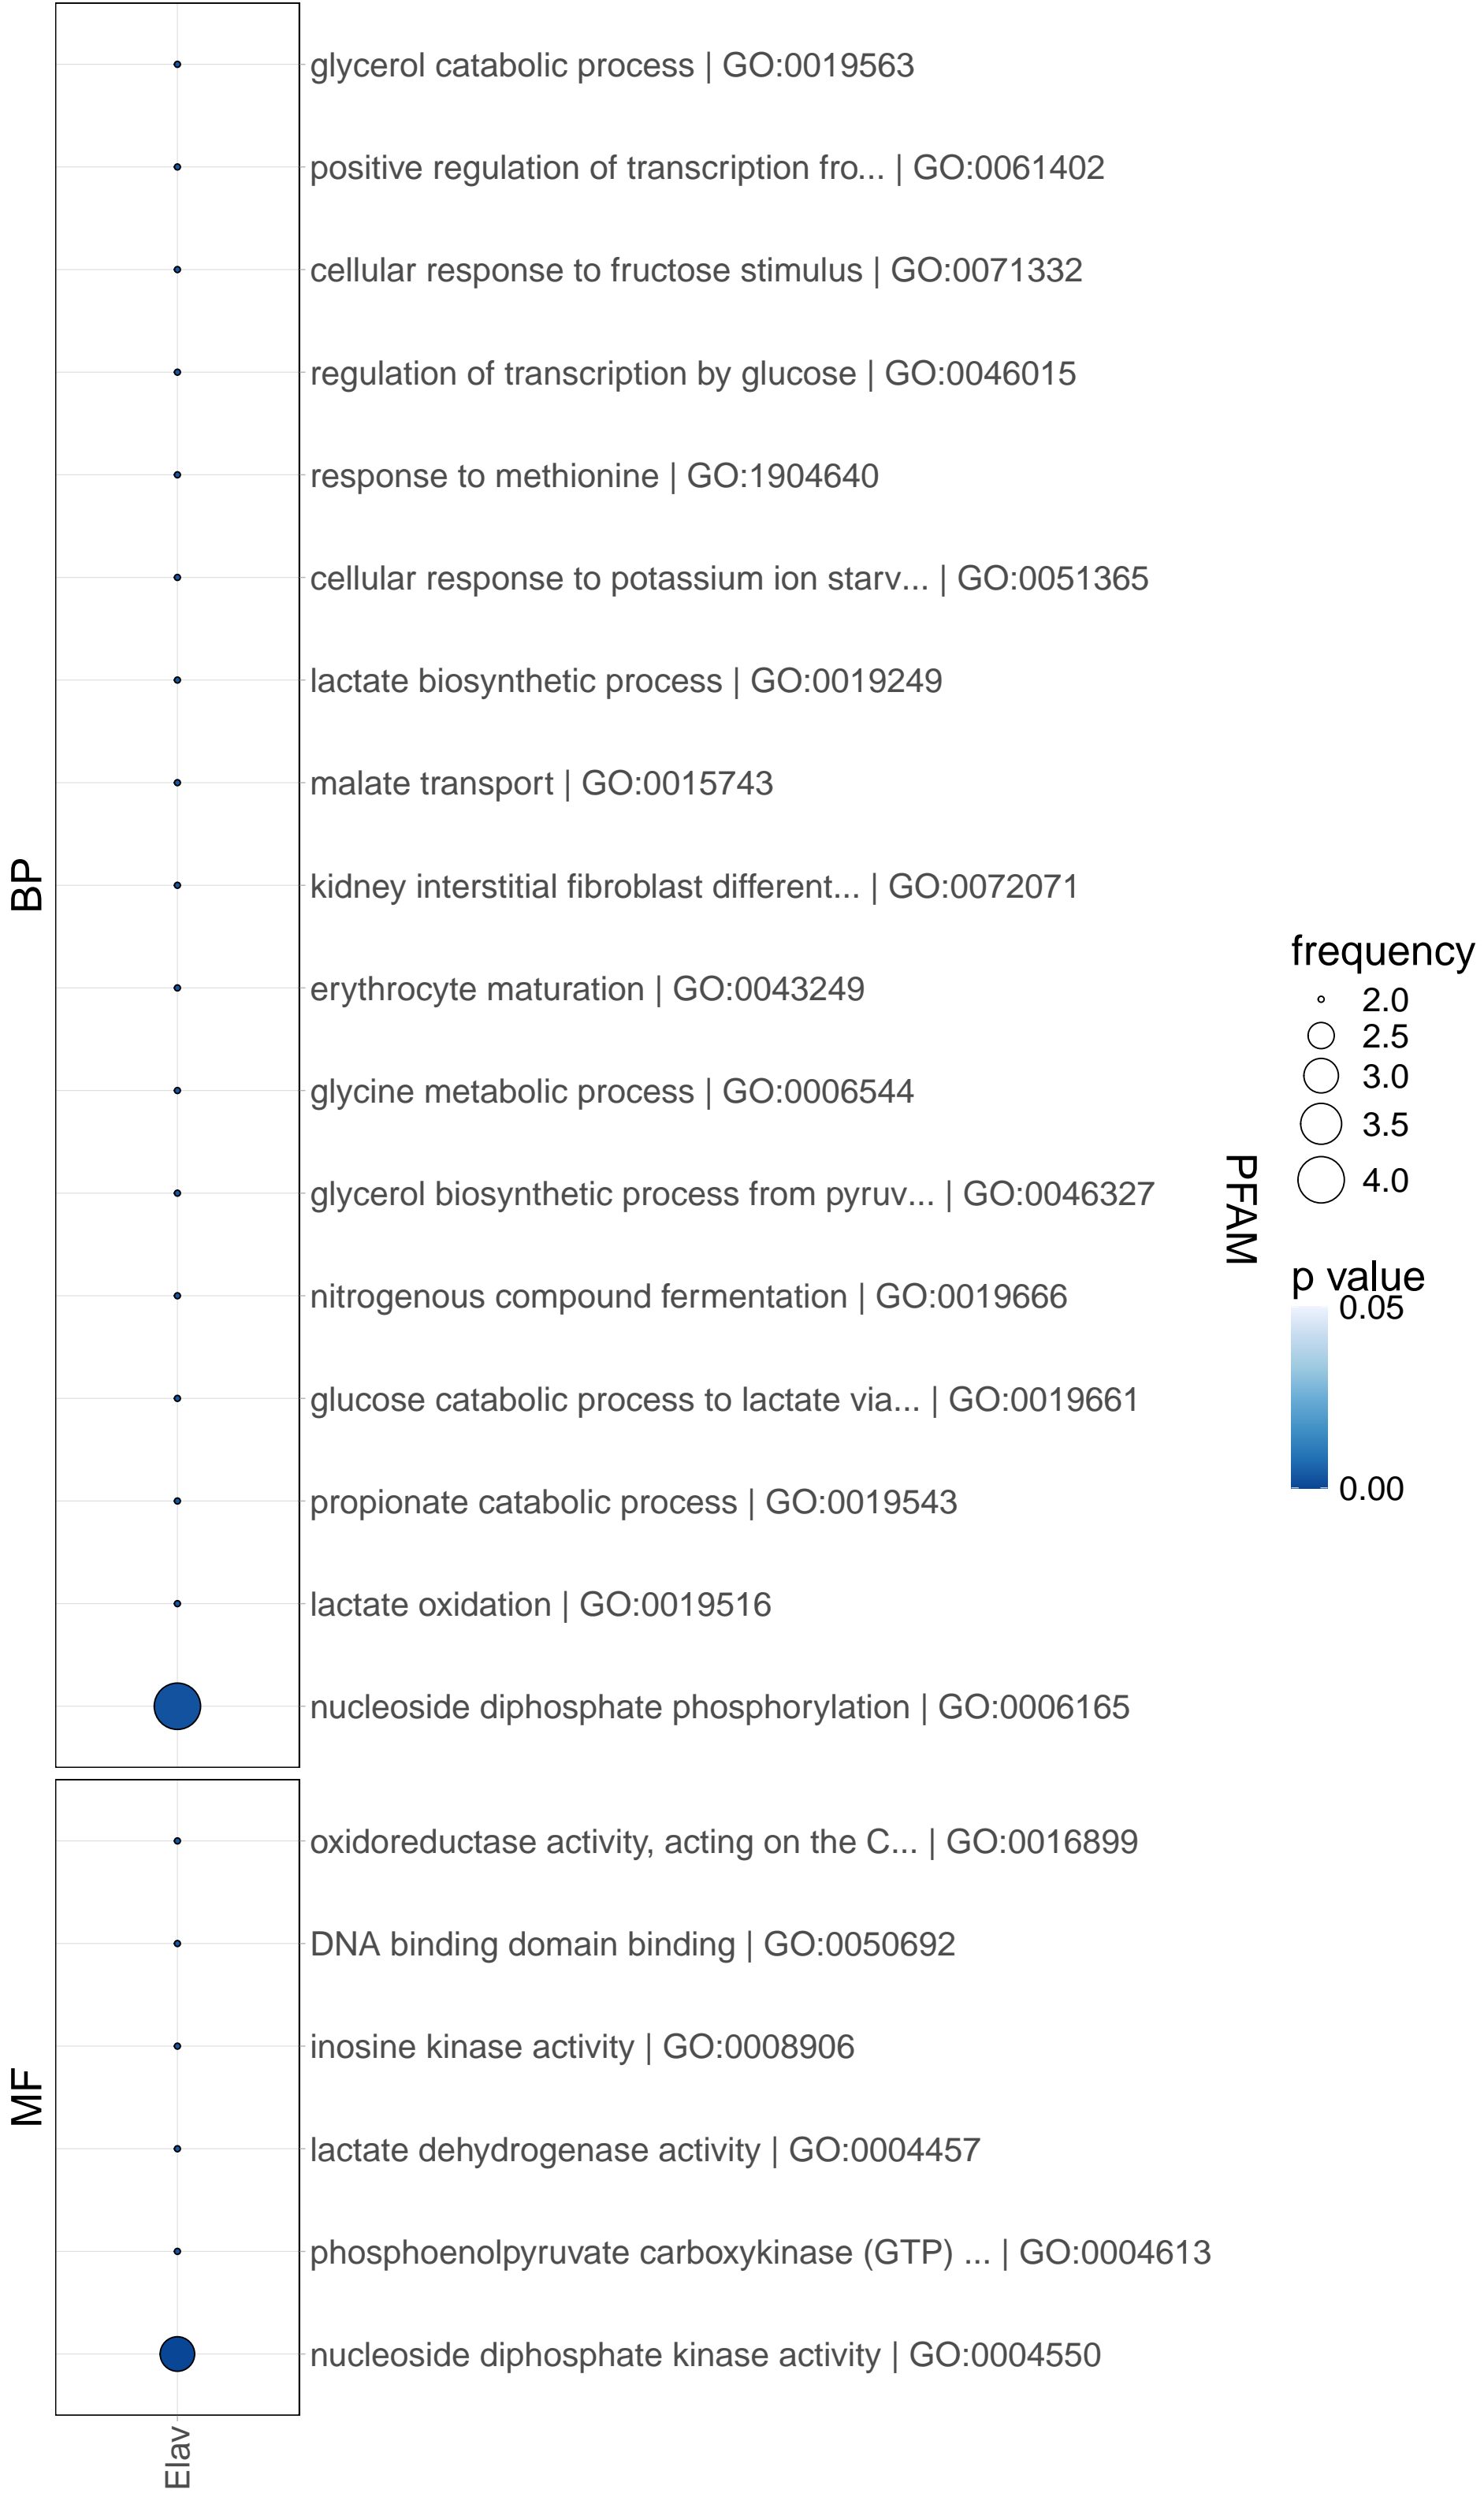 BP
glycerol catabolic process | GO:0019563
positive regulation of transcription fro... | GO:0061402
cellular response to fructose stimulus | GO:0071332
regulation of transcription by glucose | GO:0046015
response to methionine | GO:1904640
cellular response to potassium ion starv... | GO:0051365
lactate biosynthetic process | GO:0019249
malate transport | GO:0015743
kidney interstitial fibroblast different... | GO:0072071
erythrocyte maturation | GO:0043249
glycine metabolic process | GO:0006544
glycerol biosynthetic process from pyruv... | GO:0046327
nitrogenous compound fermentation | GO:0019666
glucose catabolic process to lactate via... | GO:0019661
propionate catabolic process | GO:0019543
lactate oxidation | GO:0019516
nucleoside diphosphate phosphorylation | GO:0006165
MF
oxidoreductase activity, acting on the C... | GO:0016899
DNA binding domain binding | GO:0050692
inosine kinase activity | GO:0008906
lactate dehydrogenase activity | GO:0004457
phosphoenolpyruvate carboxykinase (GTP) ... | GO:0004613
nucleoside diphosphate kinase activity | GO:0004550
Elav
PFAM
frequency
2.0
2.5
3.0
3.5
4.0
p value
0.05
0.00